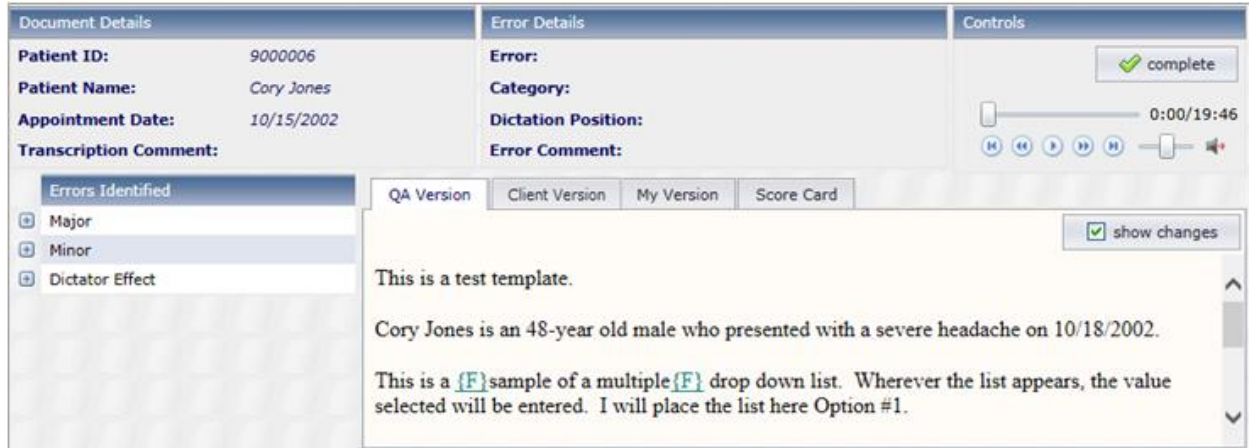 Document Details
Patient ID: 9000006
Patient Name: Cory Jones
Appointment Date: 10/15/2002
Transcription Comment:
Error Details
Error:
Category:
Dictation Position:
Error Comment:
Controls
complete
0:00/19:46
Errors Identified
Major
Minor
Dictator Effect
QA Version
Client Version
My Version
Score Card
show changes
This is a test template.
Cory Jones is an 48-year old male who presented with a severe headache on 10/18/2002.
This is a {F}sample of a multiple{F} drop down list. Wherever the list appears, the value
selected will be entered. I will place the list here Option #1.